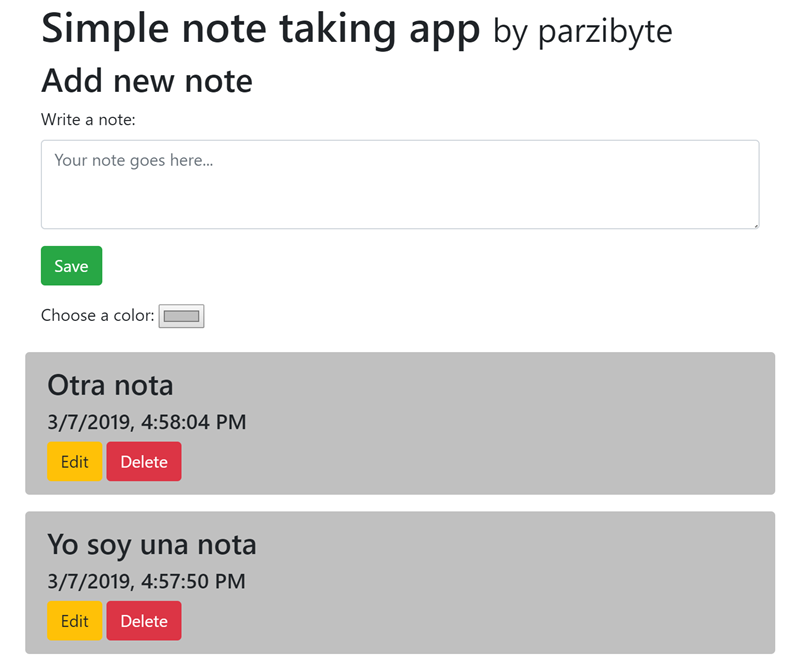 Simple note taking app by parzibyte
Add new note
Write a note:
Your note goes here...
Save
Choose a color:
Otra nota
3/7/2019, 4:58:04 PM
Edit Delete
Yo soy una nota
3/7/2019, 4:57:50 PM
Edit Delete